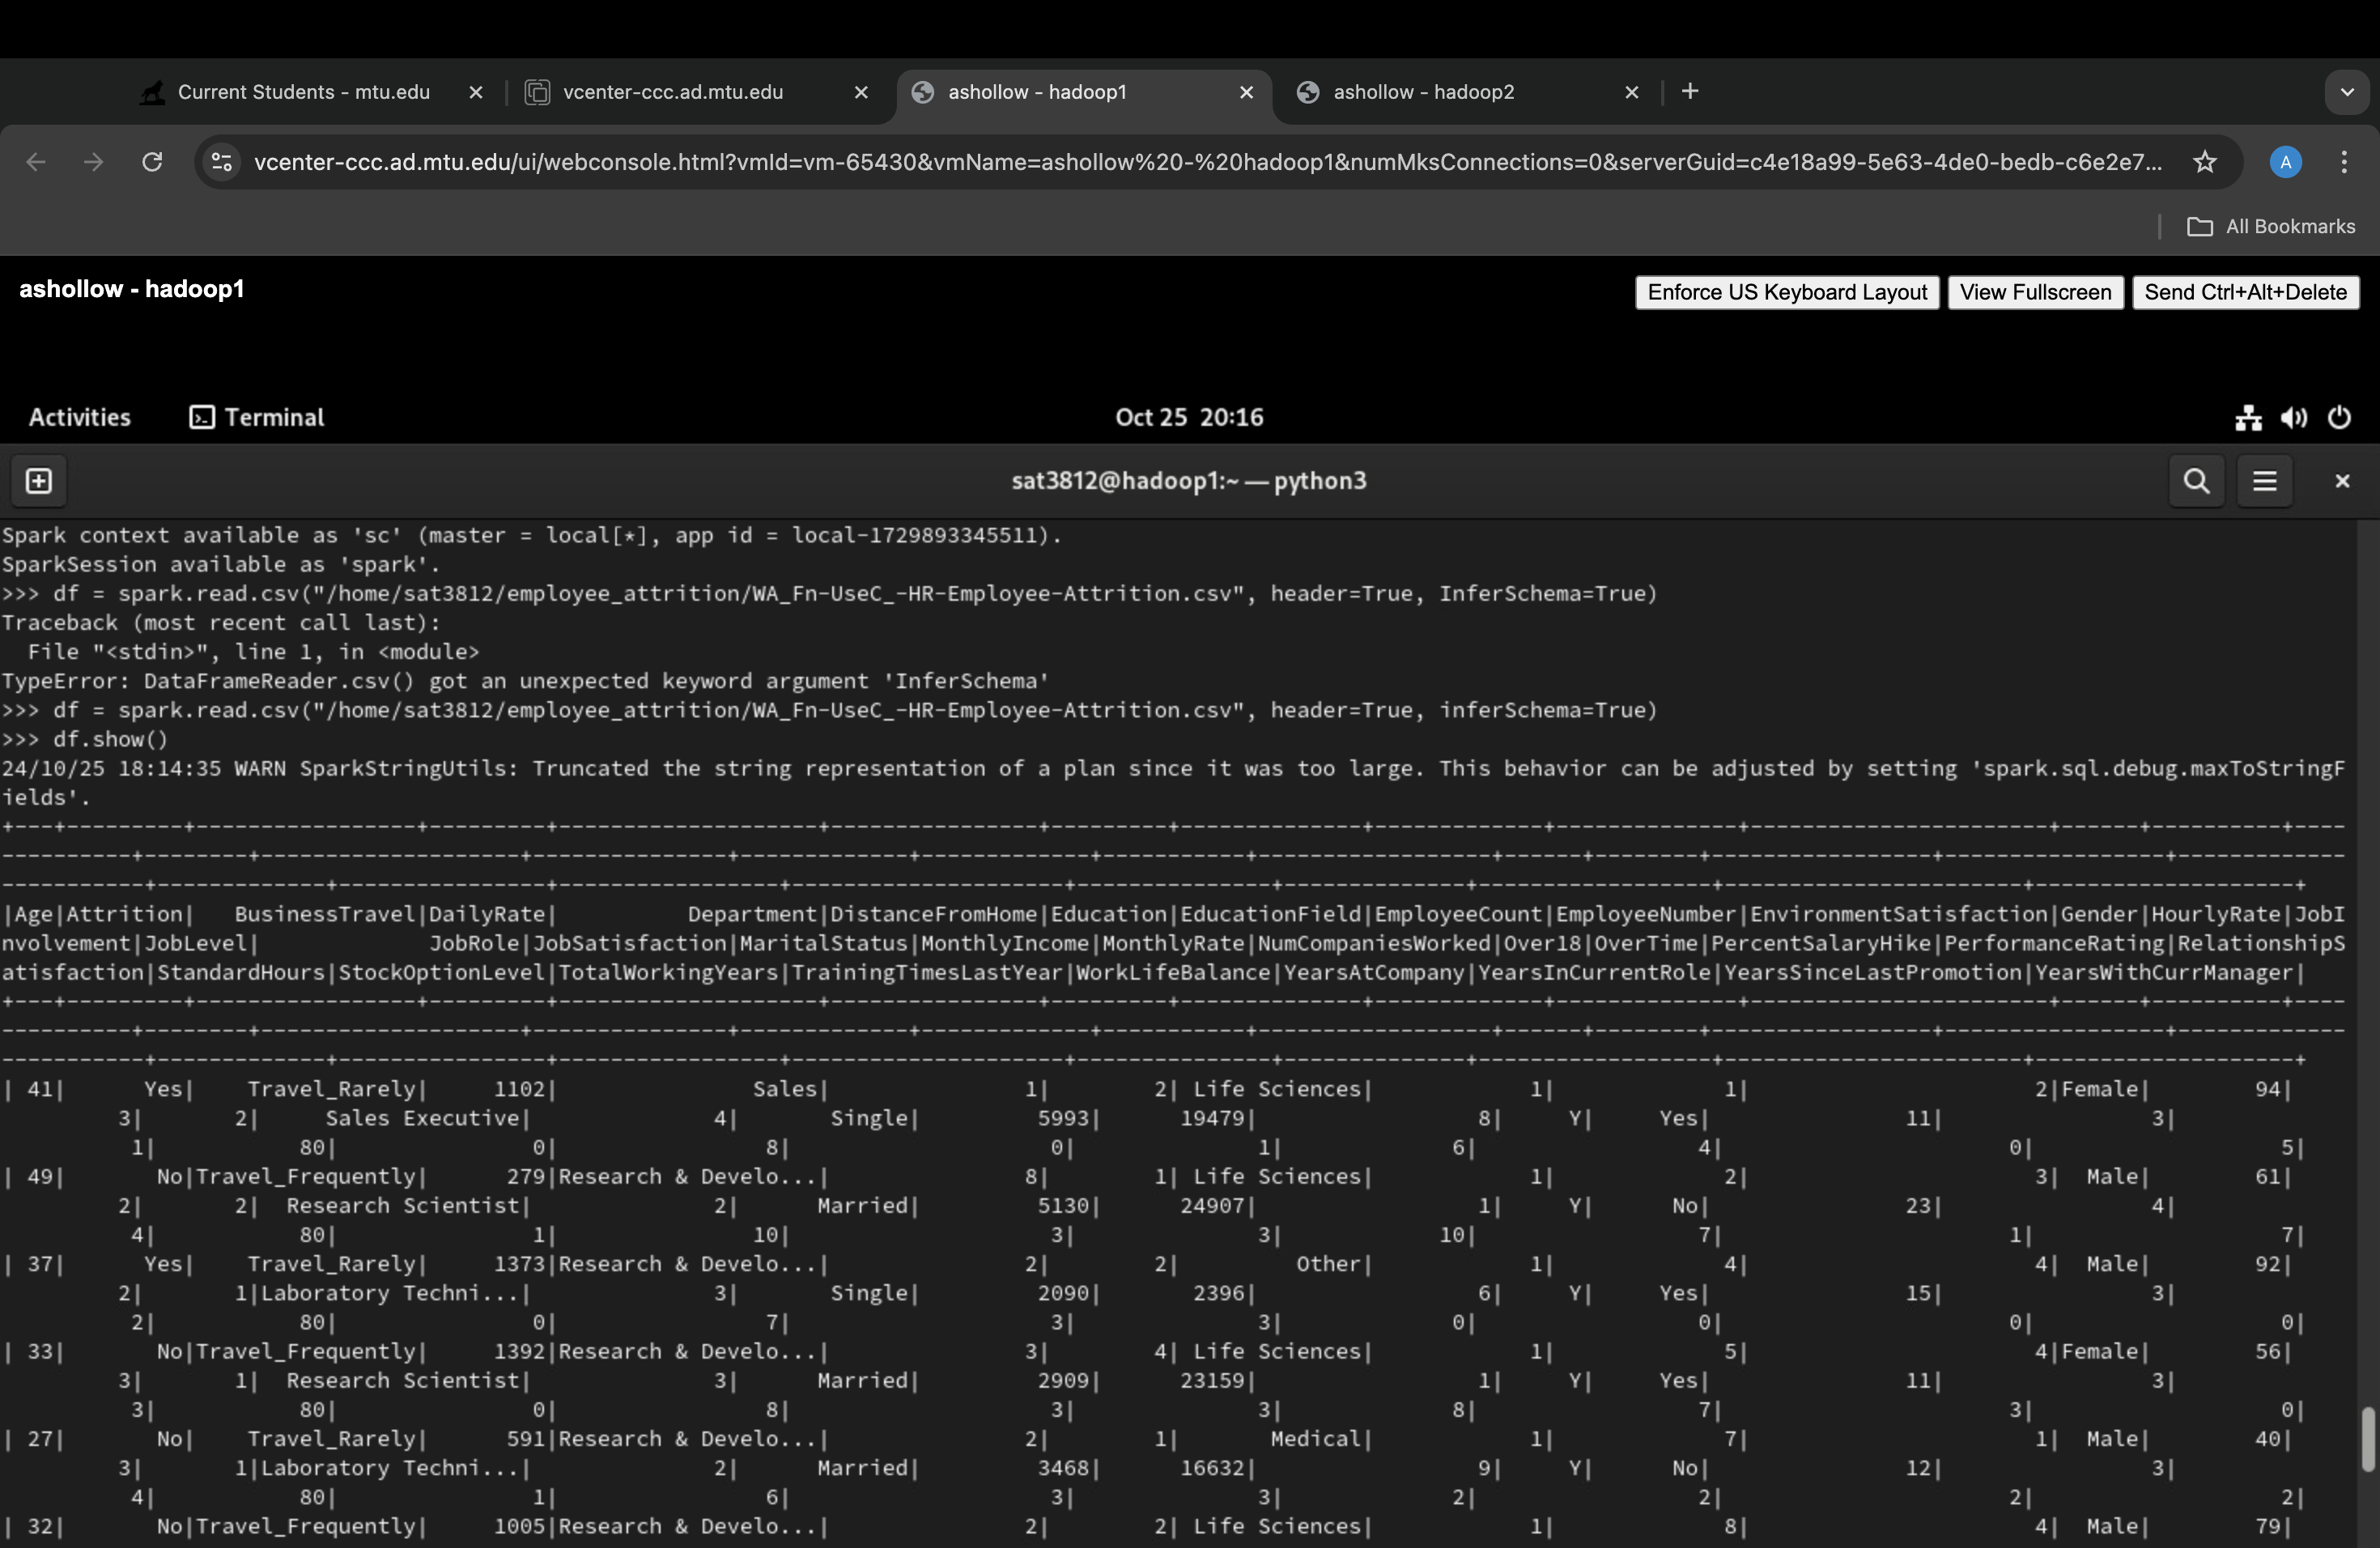 Current Students - mtu.edu
vcenter-ccc.ad.mtu.edu
ashollow - hadoop1
ashollow - hadoop2
vcenter-ccc.ad.mtu.edu/ui/webconsole.html?vmId=vm-65430&vmName=ashollow%20-%20hadoop1&numMksConnections=0&serverGuid=c4e18a99-5e63-4de0-bedb-c6e2e7...
A
All Bookmarks
ashollow - hadoop1
Enforce US Keyboard Layout
View Fullscreen
Send Ctrl+Alt+Delete
Activities
Terminal
Oct 25 20:16
sat3812@hadoop1:~ — python3
Spark context available as 'sc' (master = local[*], app id = local-1729893345511).
SparkSession available as 'spark'.
>>> df = spark.read.csv("/home/sat3812/employee_attrition/WA_Fn-UseC_-HR-Employee-Attrition.csv", header=True, InferSchema=True)
Traceback (most recent call last):
  File "<stdin>", line 1, in <module>
TypeError: DataFrameReader.csv() got an unexpected keyword argument 'InferSchema'
>>> df = spark.read.csv("/home/sat3812/employee_attrition/WA_Fn-UseC_-HR-Employee-Attrition.csv", header=True, inferSchema=True)
>>> df.show()
24/10/25 18:14:35 WARN SparkStringUtils: Truncated the string representation of a plan since it was too large. This behavior can be adjusted by setting 'spark.sql.debug.maxToStringF
ields'.
+---+---------+-----------------+----------+--------------------+----------------+---------+--------------+-------------+--------------+-----------------------+------+----------+----
----------+--------+--------------------+---------------+-------------+-------------+-----------+------------------+------+--------+-----------------+-----------------+-------------
-----------+-------------+----------------+-----------------+---------------------+---------------+--------------+------------------+-----------------------+--------------------+
|Age|Attrition|   BusinessTravel|DailyRate|          Department|DistanceFromHome|Education|EducationField|EmployeeCount|EmployeeNumber|EnvironmentSatisfaction|Gender|HourlyRate|JobI
nvolvement|JobLevel|             JobRole|JobSatisfaction|MaritalStatus|MonthlyIncome|MonthlyRate|NumCompaniesWorked|Over18|OverTime|PercentSalaryHike|PerformanceRating|RelationshipS
atisfaction|StandardHours|StockOptionLevel|TotalWorkingYears|TrainingTimesLastYear|WorkLifeBalance|YearsAtCompany|YearsInCurrentRole|YearsSinceLastPromotion|YearsWithCurrManager|
+---+---------+-----------------+---------+--------------------+----------------+---------+--------------+-------------+--------------+-----------------------+------+----------+----
----------+--------+--------------------+---------------+-------------+-------------+-----------+------------------+------+--------+-----------------+-----------------+-------------
-----------+-------------+----------------+-----------------+---------------------+---------------+--------------+------------------+-----------------------+--------------------+
| 41|      Yes|    Travel_Rarely|     1102|               Sales|               1|        2| Life Sciences|            1|             1|                      2|Female|        94|
         3|       2|     Sales Executive|              4|       Single|         5993|      19479|                 8|     Y|     Yes|               11|                3|
          1|           80|               0|                8|                    0|              1|             6|                 4|                      0|                   5|
| 49|       No|Travel_Frequently|      279|Research & Develo...|               8|        1| Life Sciences|            1|             2|                      3|  Male|        61|
         2|       2|  Research Scientist|              2|      Married|         5130|      24907|                 1|     Y|      No|               23|                4|
          4|           80|               1|               10|                    3|              3|            10|                 7|                      1|                   7|
| 37|      Yes|    Travel_Rarely|     1373|Research & Develo...|               2|        2|         Other|            1|             4|                      4|  Male|        92|
         2|       1|Laboratory Techni...|              3|       Single|         2090|       2396|                 6|     Y|     Yes|               15|                3|
          2|           80|               0|                7|                    3|              3|             0|                 0|                      0|                   0|
| 33|       No|Travel_Frequently|     1392|Research & Develo...|               3|        4| Life Sciences|            1|             5|                      4|Female|        56|
         3|       1|  Research Scientist|              3|      Married|         2909|      23159|                 1|     Y|     Yes|               11|                3|
          3|           80|               0|                8|                    3|              3|             8|                 7|                      3|                   0|
| 27|       No|    Travel_Rarely|      591|Research & Develo...|               2|        1|       Medical|            1|             7|                      1|  Male|        40|
         3|       1|Laboratory Techni...|              2|      Married|         3468|      16632|                 9|     Y|      No|               12|                3|
          4|           80|               1|                6|                    3|              3|             2|                 2|                      2|                   2|
| 32|       No|Travel_Frequently|     1005|Research & Develo...|               2|        2| Life Sciences|            1|             8|                      4|  Male|        79|